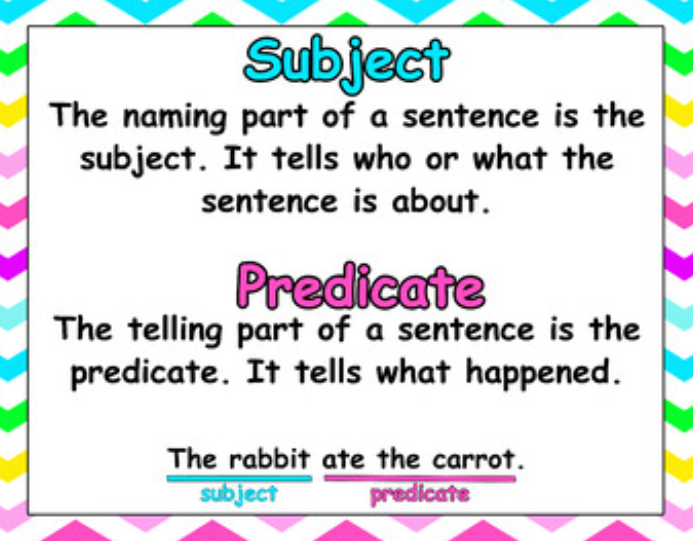 Subject
The naming part of a sentence is the
subject. It tells who or what the
sentence is about.
Predicate
The telling part of a sentence is the
predicate. It tells what happened.
The rabbit ate the carrot.
subject predicate